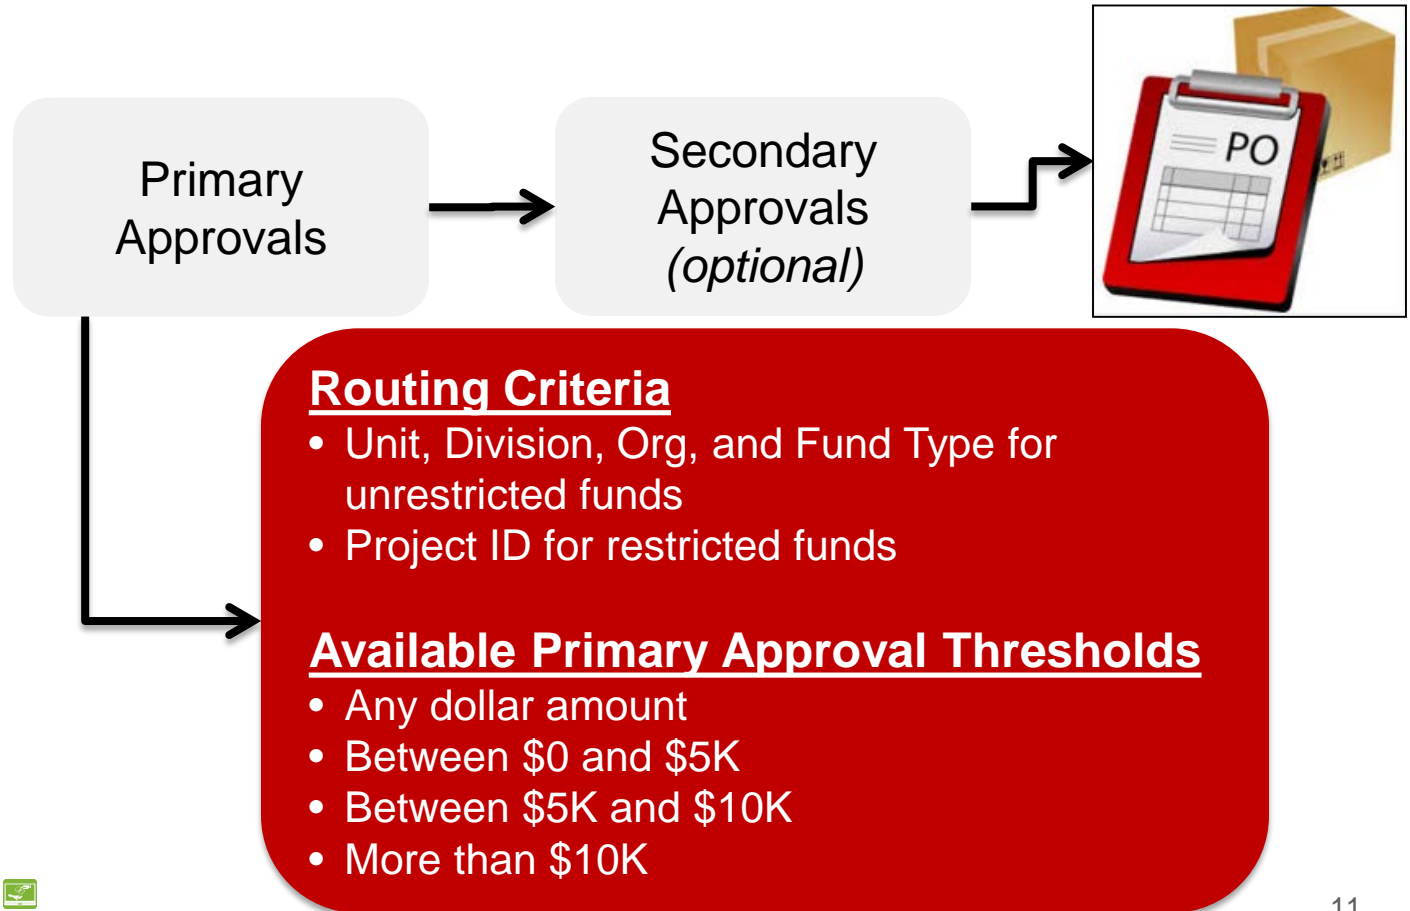 Primary
Approvals
Secondary
Approvals
(optional)
PO
Routing Criteria
• Unit, Division, Org, and Fund Type for
unrestricted funds
• Project ID for restricted funds
Available Primary Approval Thresholds
• Any dollar amount
• Between $0 and $5K
• Between $5K and $10K
• More than $10K
11